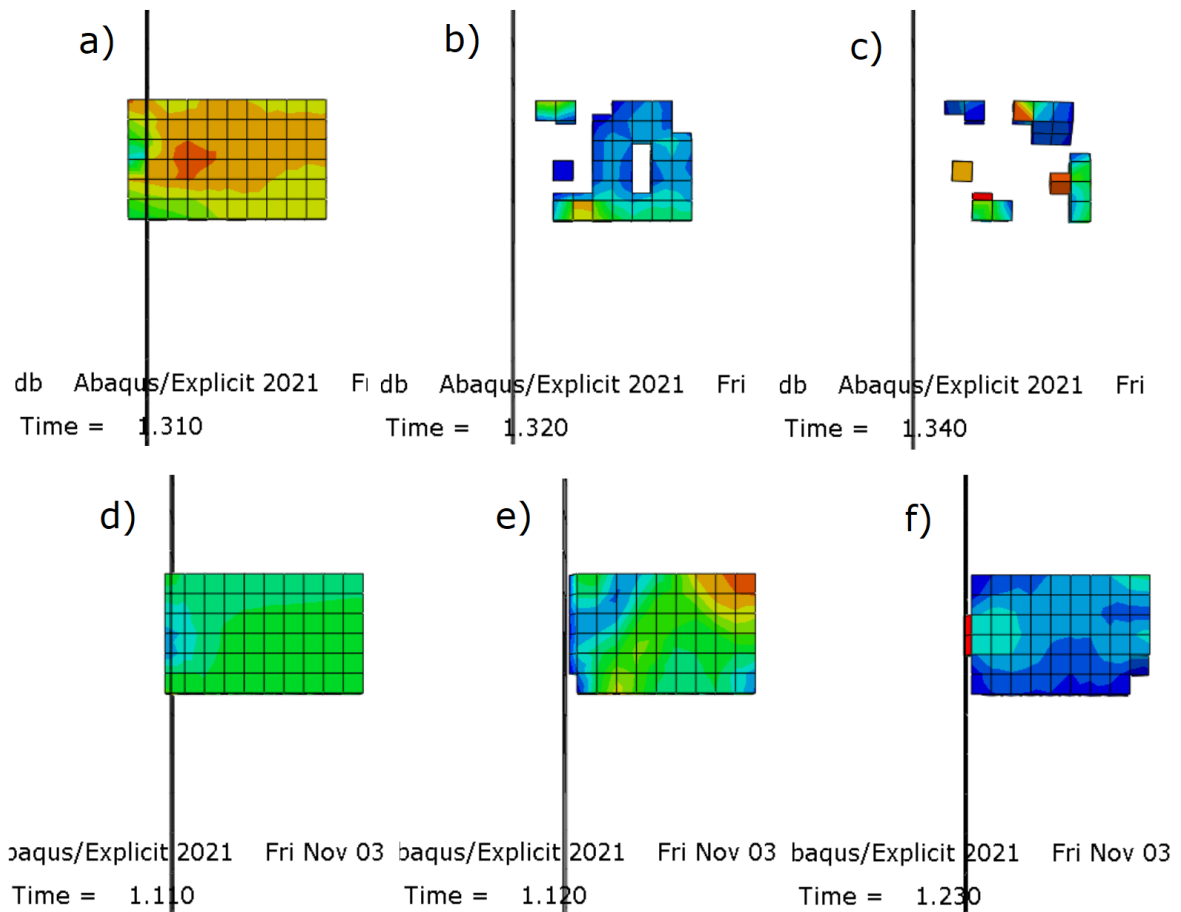 a)
b)
c)
db Abaqus/Explicit 2021 db Abaqus/Explicit 2021 Fri db Abaqus/Explicit 2021 Fri
Time = 1.310 Time = 1.320 Time = 1.340
d)
e)
f)
baqus/Explicit 2021 Fri Nov 03 baqus/Explicit 2021 Fri Nov 03 baqus/Explicit 2021 Fri Nov 03
Time = 1.110 Time = 1.120 Time = 1.230